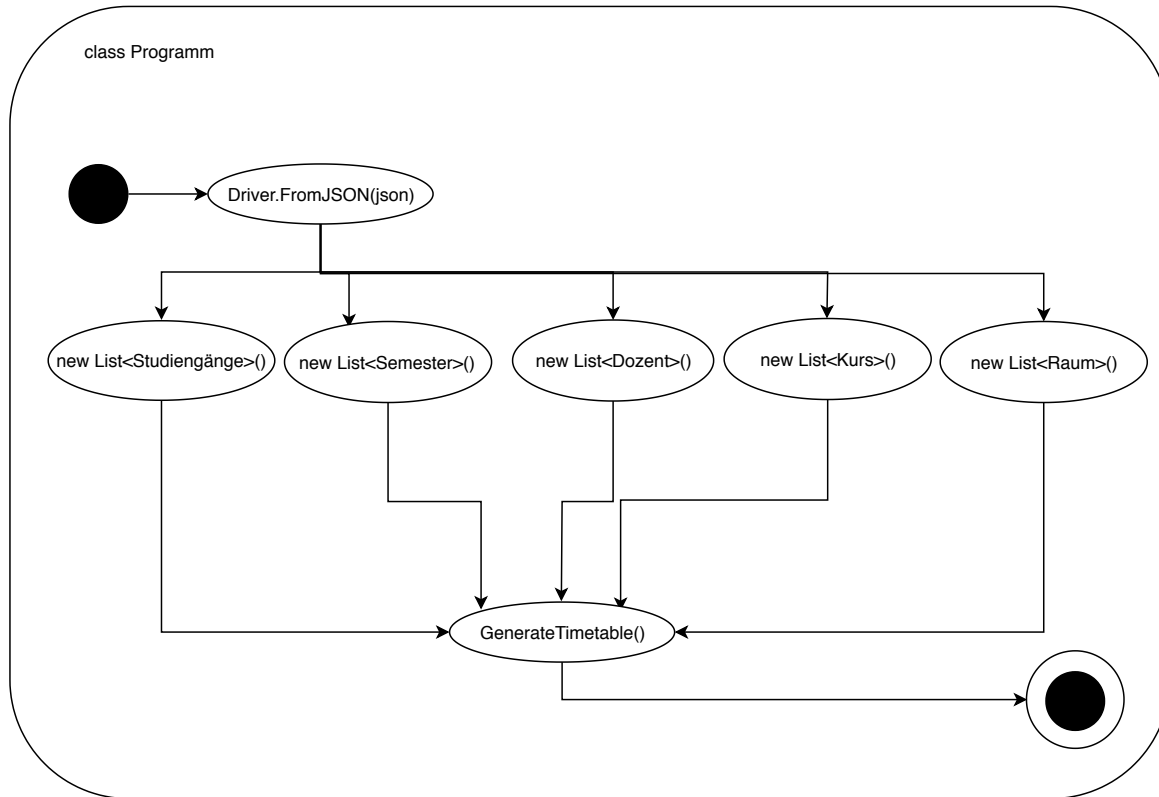 class Programm
Driver.FromJSON(json)
new List<Studiengänge>()
new List<Semester>()
new List<Dozent>()
new List<Kurs>()
new List<Raum>()
GenerateTimetable()